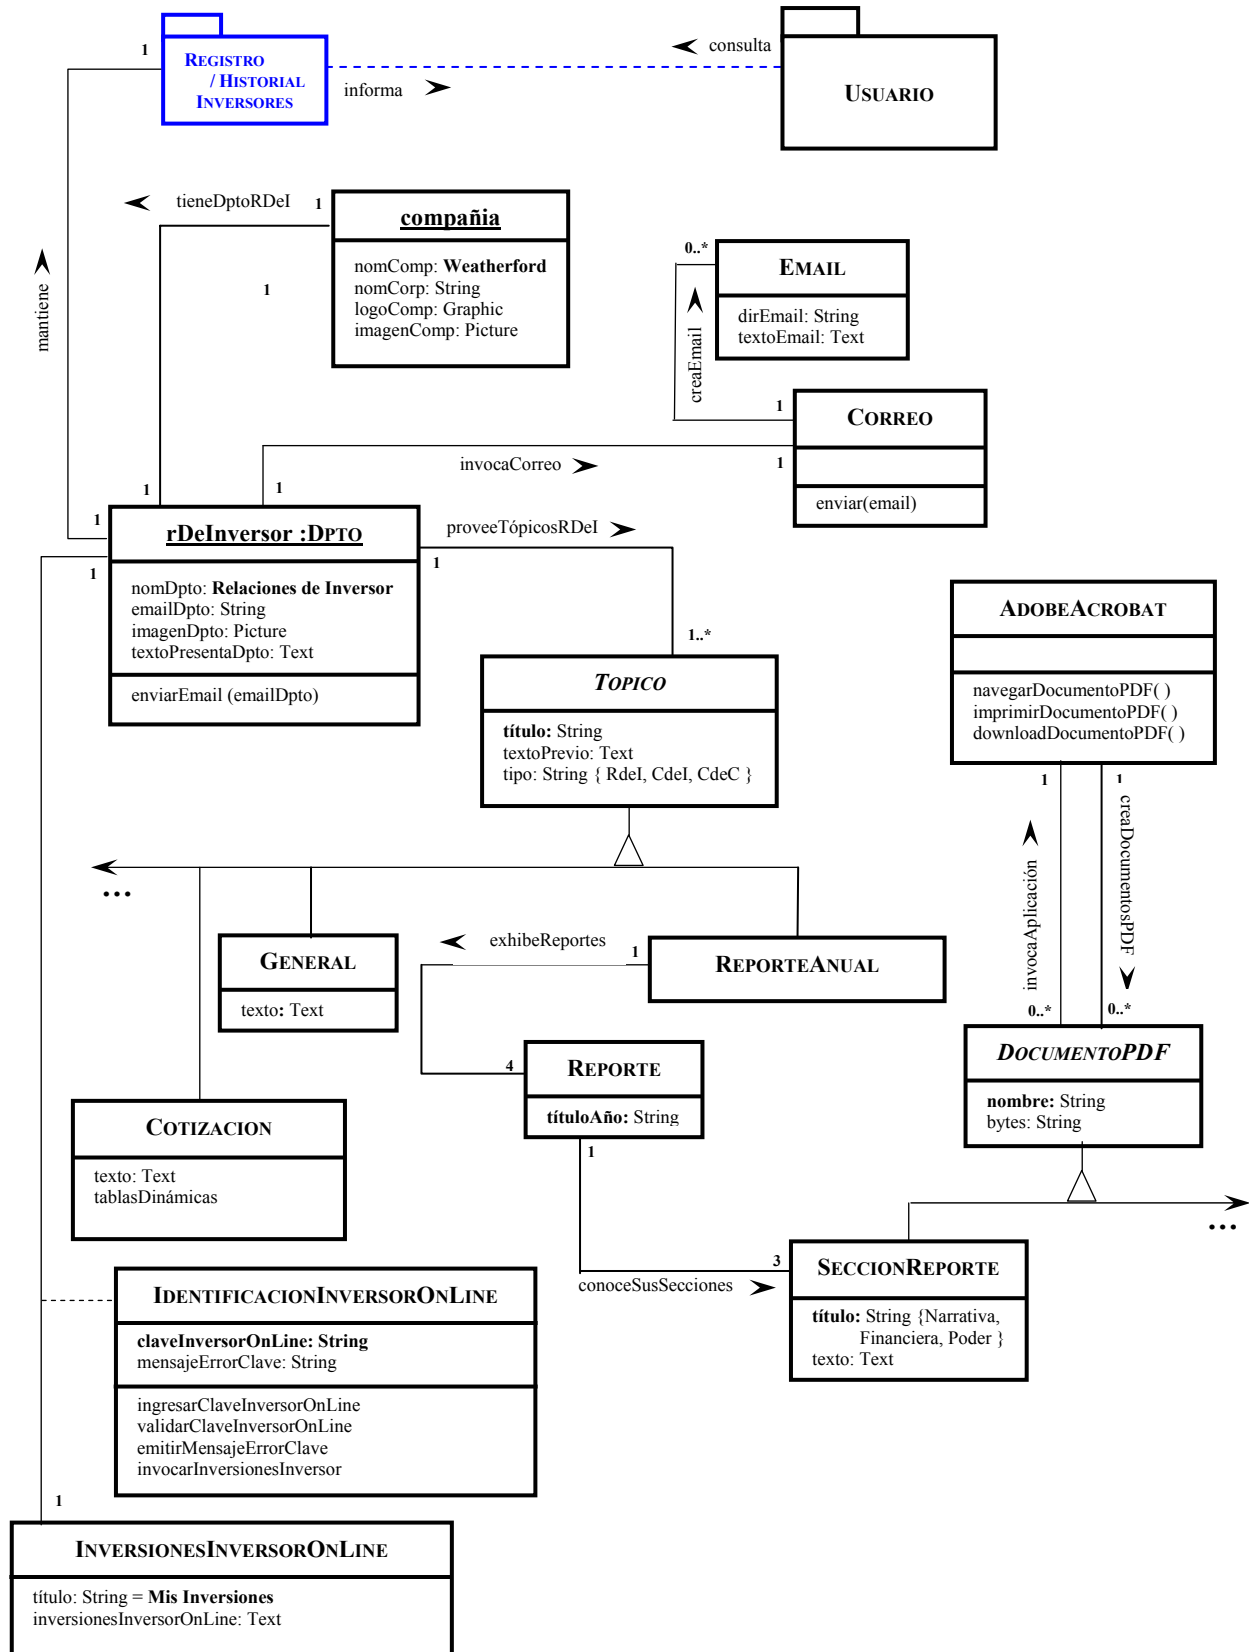 1
REGISTRO
/ HISTORIAL
INVERSORES
informa
consulta
USUARIO
mantiene
tieneDptoRDeI
1
compañia
nomComp: Weatherford
nomCorp: String
logoComp: Graphic
imagenComp: Picture
1
0..*
EMAIL
dirEmail: String
textoEmail: Text
creaEmail
1
CORREO
enviar(email)
invocaCorreo
1
1
1
1
rDeInversor :DPTO
nomDpto: Relaciones de Inversor
emailDpto: String
imagenDpto: Picture
textoPresentaDpto: Text
enviarEmail (emailDpto)
1
proveeTópicosRDeI
1
1..*
TOPICO
título: String
textoPrevio: Text
tipo: String { RdeI, CdeI, CdeC }
ADOBEACROBAT
navegarDocumentoPDF( )
imprimirDocumentoPDF( )
downloadDocumentoPDF( )
1
1
invocaAplicación
creaDocumentosPDF
0..*
0..*
...
GENERAL
texto: Text
exhibeReportes
1
REPORTEANUAL
4
REPORTE
títuloAño: String
1
DOCUMENTOPDF
nombre: String
bytes: String
COTIZACION
texto: Text
tablasDinámicas
...
conoceSusSecciones
3
SECCIONREPORTE
título: String {Narrativa,
Financiera, Poder }
texto: Text
IDENTIFICACIONINVERSORONLINE
claveInversorOnLine: String
mensajeErrorClave: String
ingresarClaveInversorOnLine
validarClaveInversorOnLine
emitirMensajeErrorClave
invocarInversionesInversor
1
INVERSIONESINVERSORONLINE
título: String = Mis Inversiones
inversionesInversorOnLine: Text